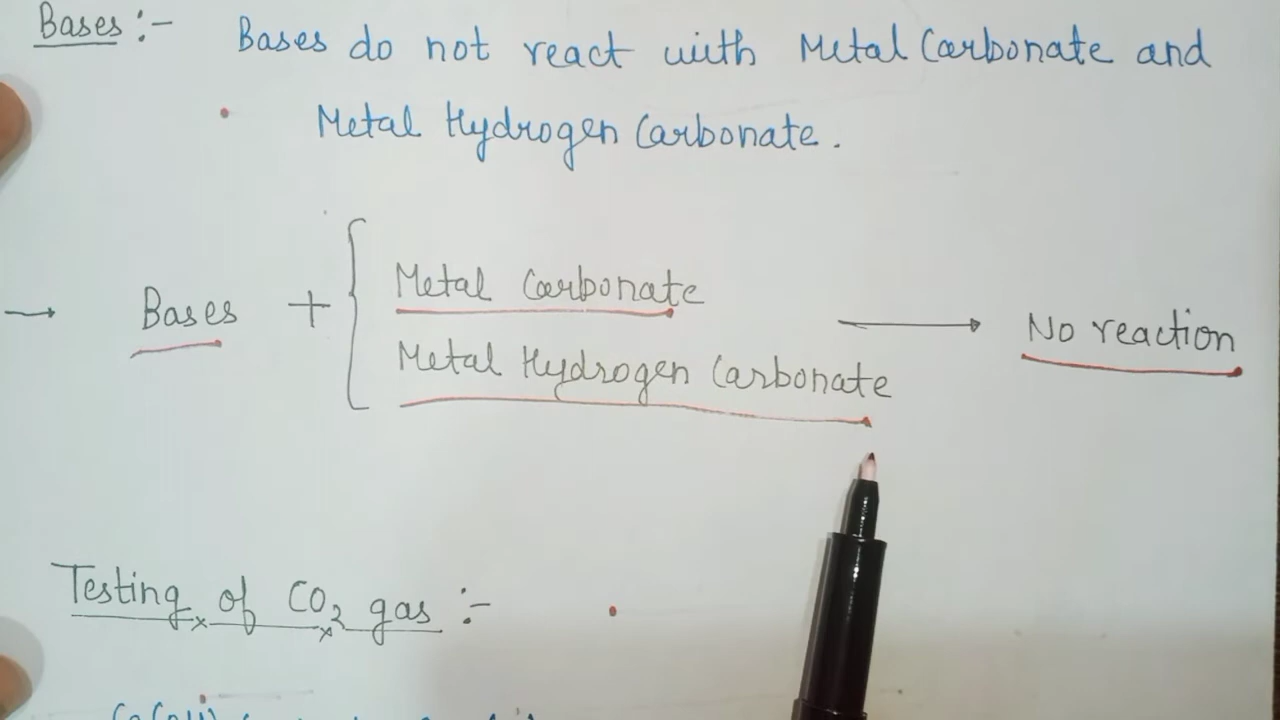 Bases :- Bases do not react with Metal Carbonate and
Metal Hydrogen Carbonate.
→ Bases + { Metal Carbonate
Metal Hydrogen Carbonate → No reaction
Testing of CO₂ gas :-